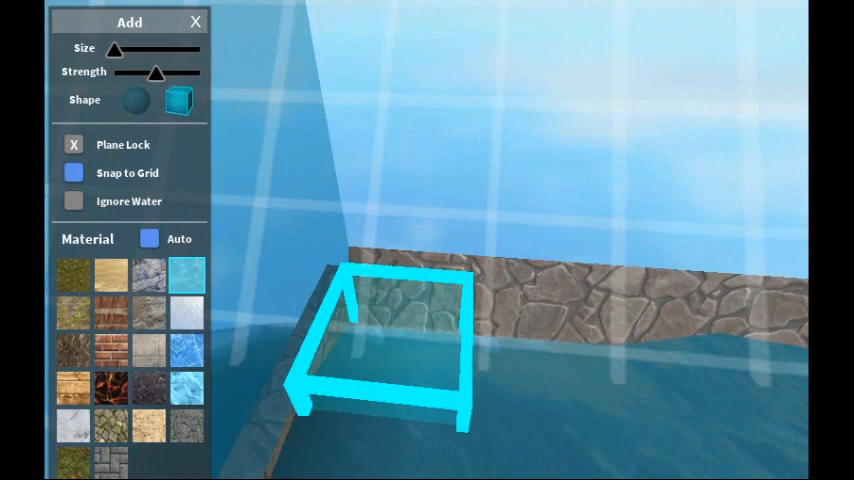 Add X
Size
Strength
Shape
X Plane Lock
Snap to Grid
Ignore Water
Material Auto